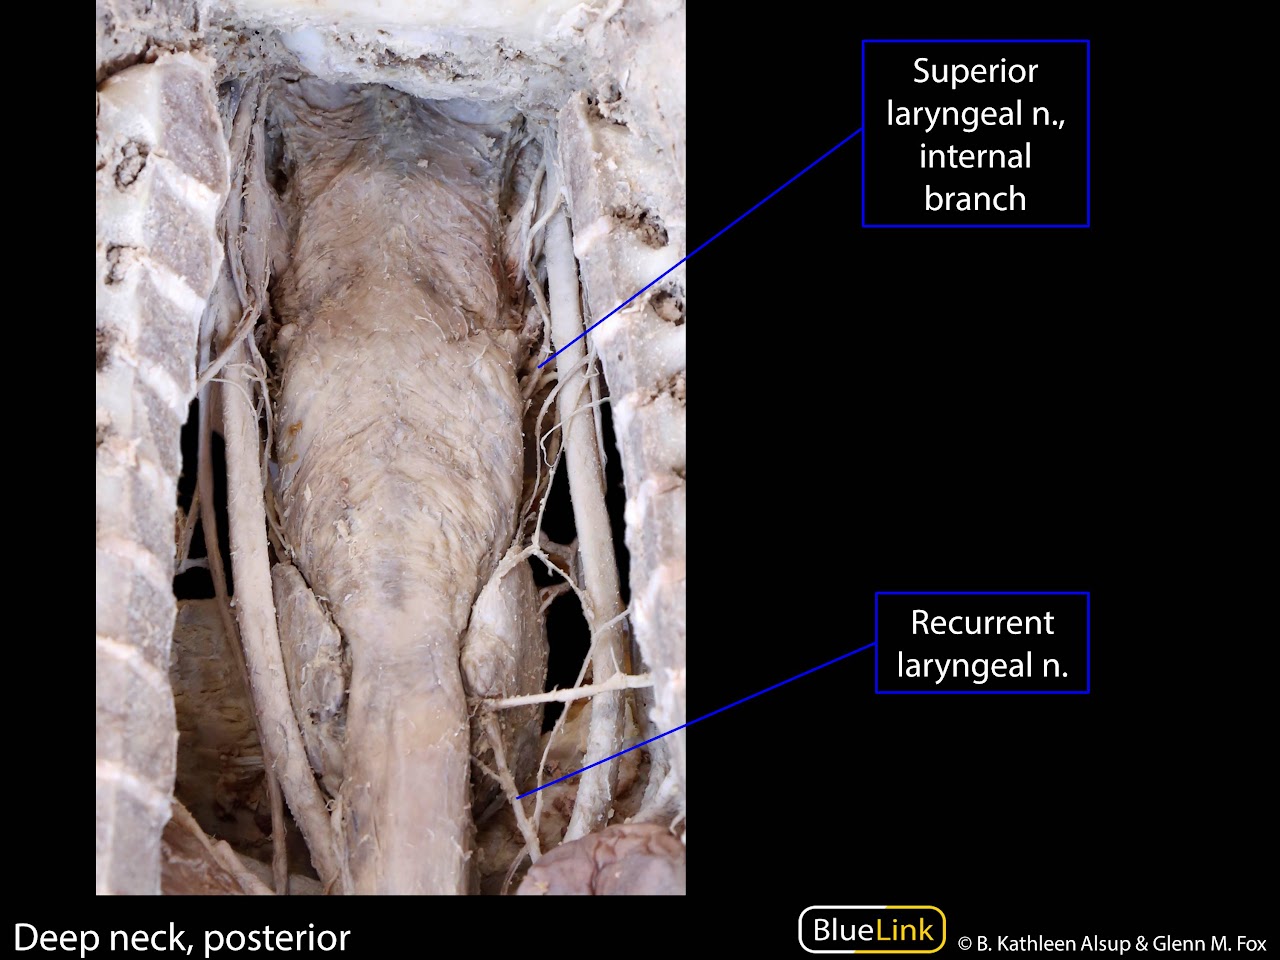 Superior
laryngeal n.,
internal
branch
Recurrent
laryngeal n.
Deep neck, posterior
BlueLink
© B. Kathleen Alsup & Glenn M. Fox